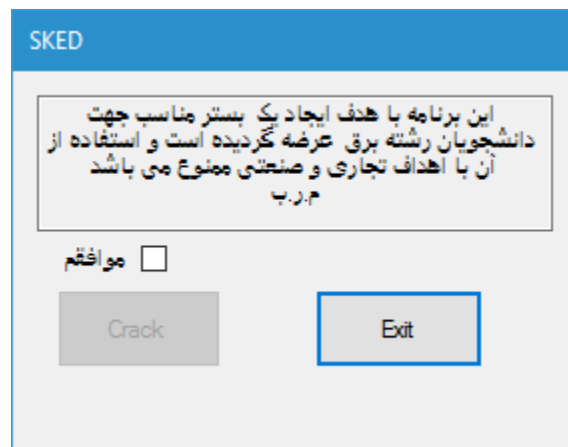 SKED
این برنامه با هدف ایجاد یک بستر مناسب جهت
دانشجویان رشته برق عرضه گردیده است و استفاده از
آن با اهداف تجاری و صنعتی ممنوع می باشد
م.ر.ب
موافقم
Crack
Exit